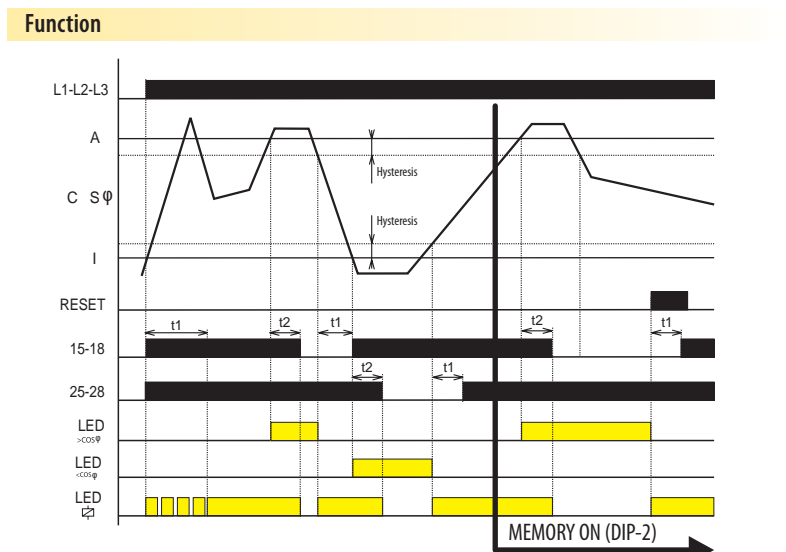 Function
L1-L2-L3
A
Hysteresis
C Sφ
Hysteresis
I
RESET
t1 t2 t1 t2 t1
15-18
t2 t1
25-28
LED
>cosφ
LED
<cosφ
LED
MEMORY ON (DIP-2)